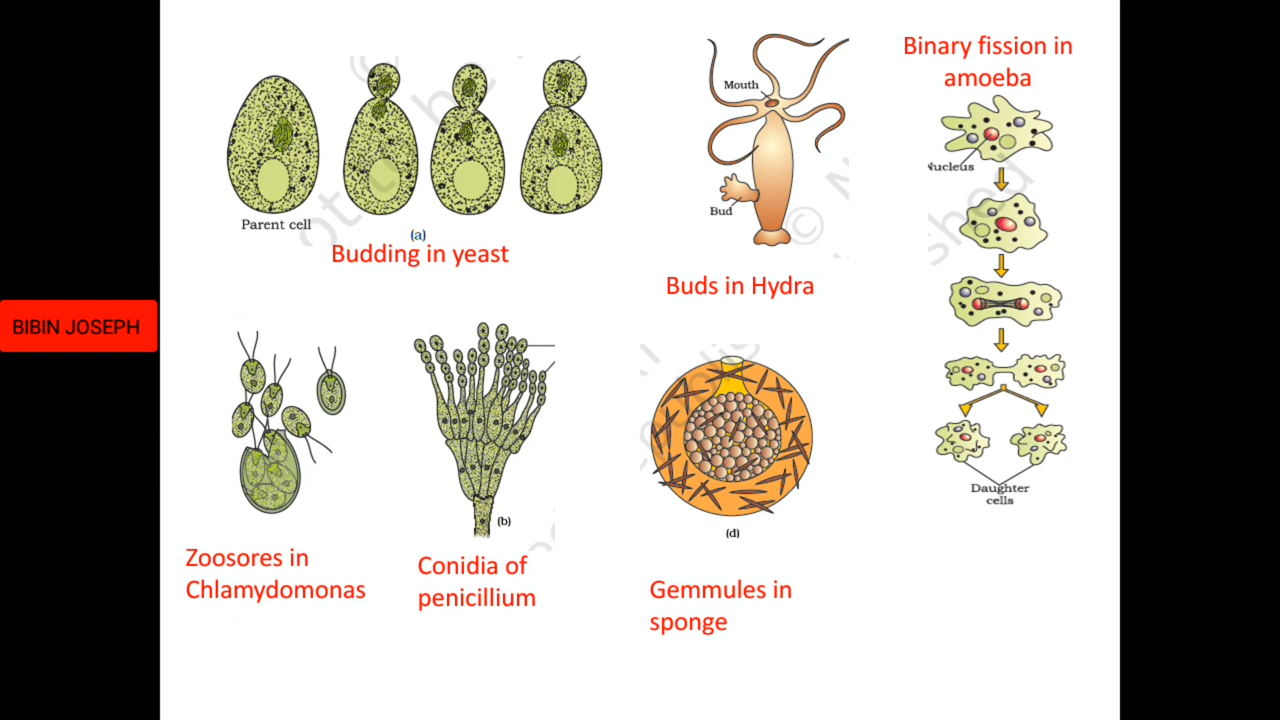 BIBIN JOSEPH
Parent cell
(a)
Budding in yeast
Mouth
Bud
Buds in Hydra
Binary fission in
amoeba
Nucleus
Daughter
cells
Zoosores in
Chlamydomonas
(b)
Conidia of
penicillium
(d)
Gemmules in
sponge